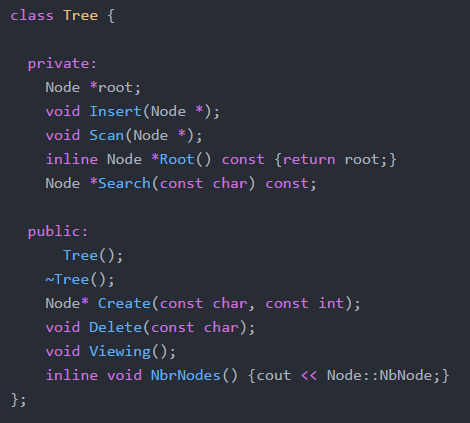 class Tree {
private:
Node *root;
void Insert(Node *);
void Scan(Node *);
inline Node *Root() const {return root;}
Node *Search(const char) const;
public:
Tree();
~Tree();
Node* Create(const char, const int);
void Delete(const char);
void Viewing();
inline void NbrNodes() {cout << Node::NbNode;}
};